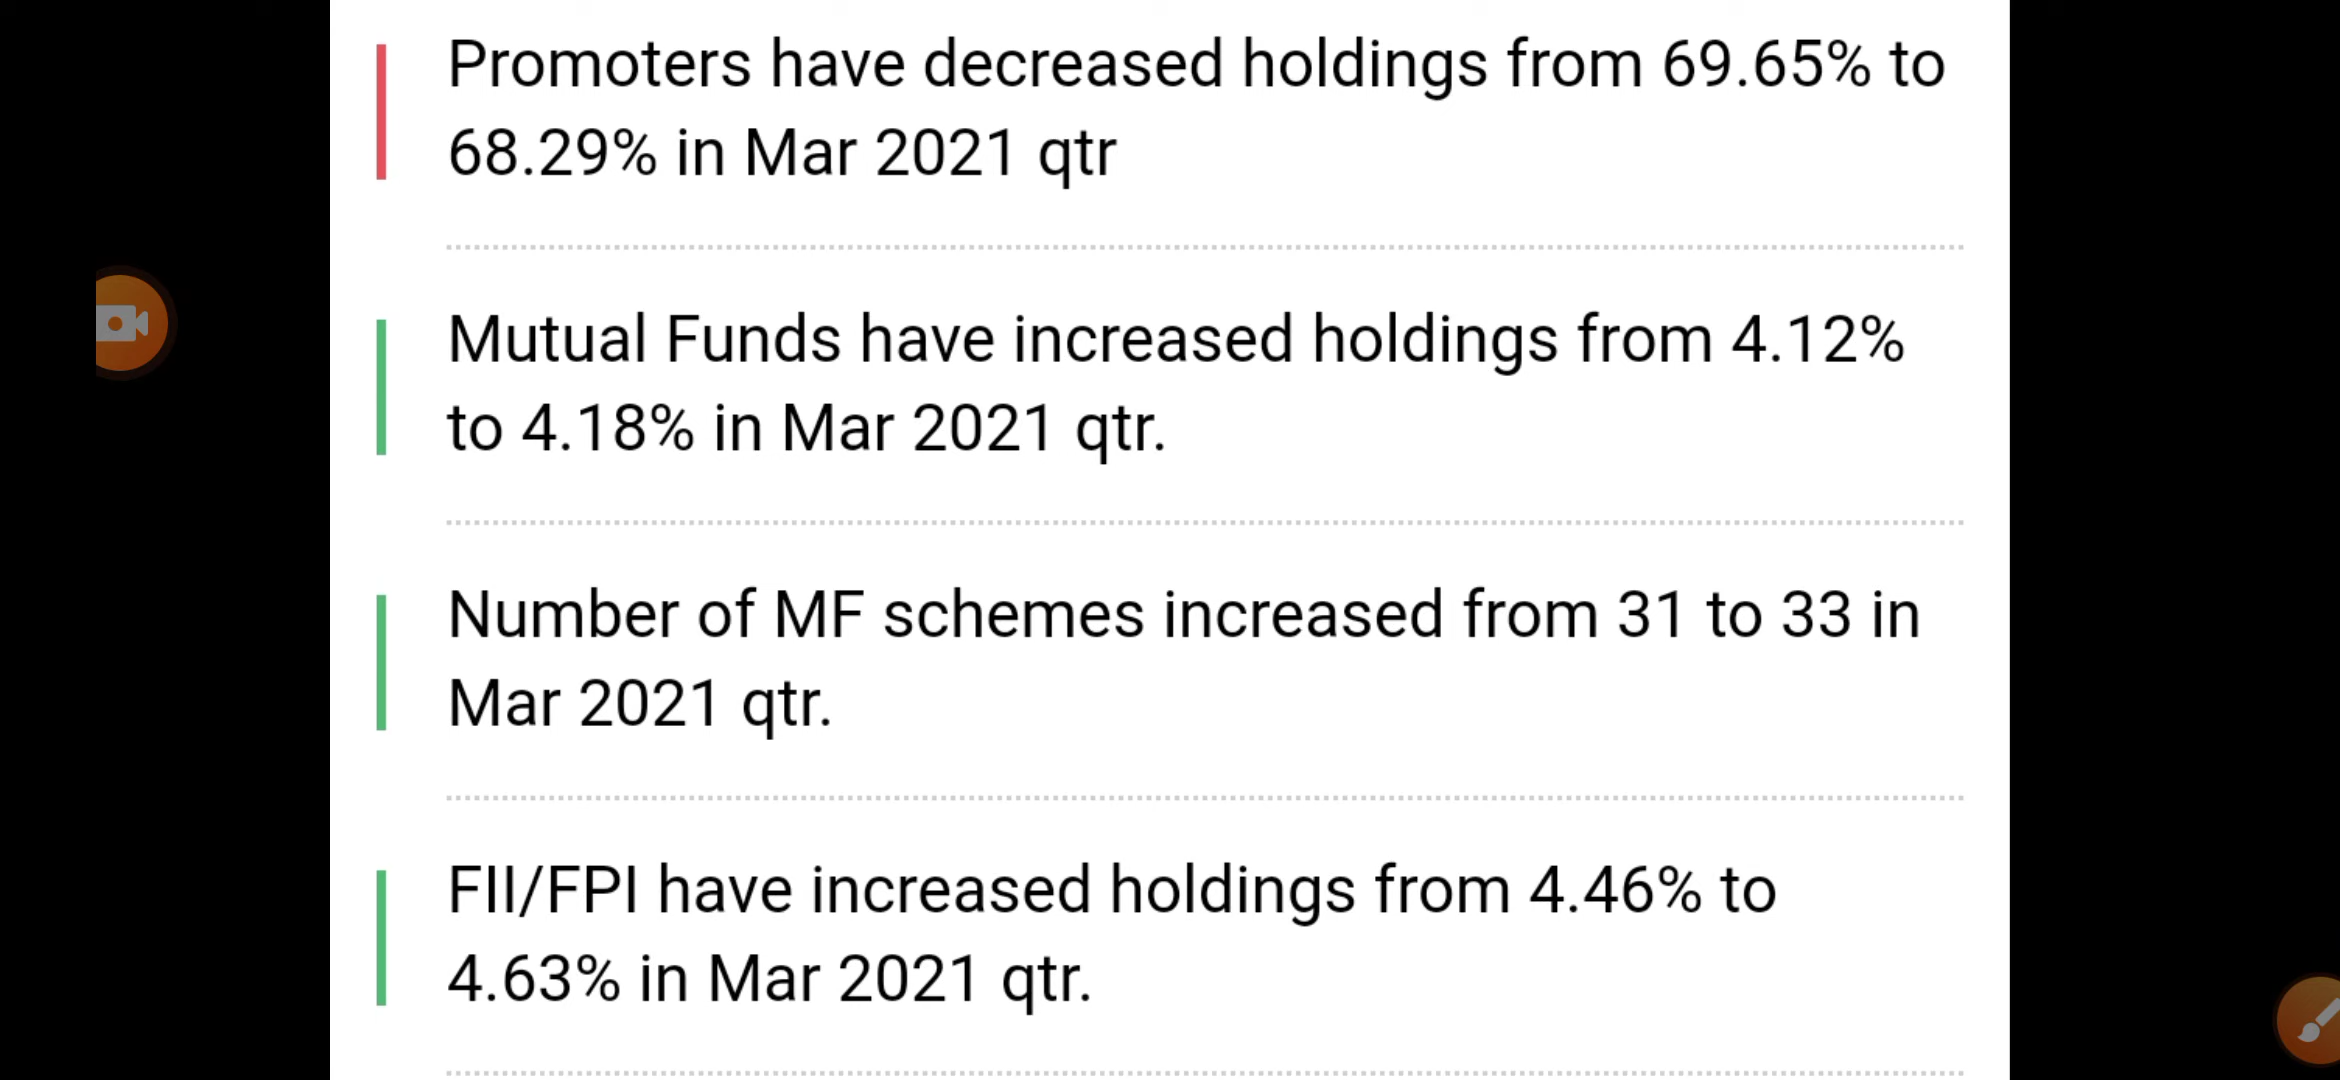 Promoters have decreased holdings from 69.65% to
68.29% in Mar 2021 qtr
Mutual Funds have increased holdings from 4.12%
to 4.18% in Mar 2021 qtr.
Number of MF schemes increased from 31 to 33 in
Mar 2021 qtr.
FII/FPI have increased holdings from 4.46% to
4.63% in Mar 2021 qtr.